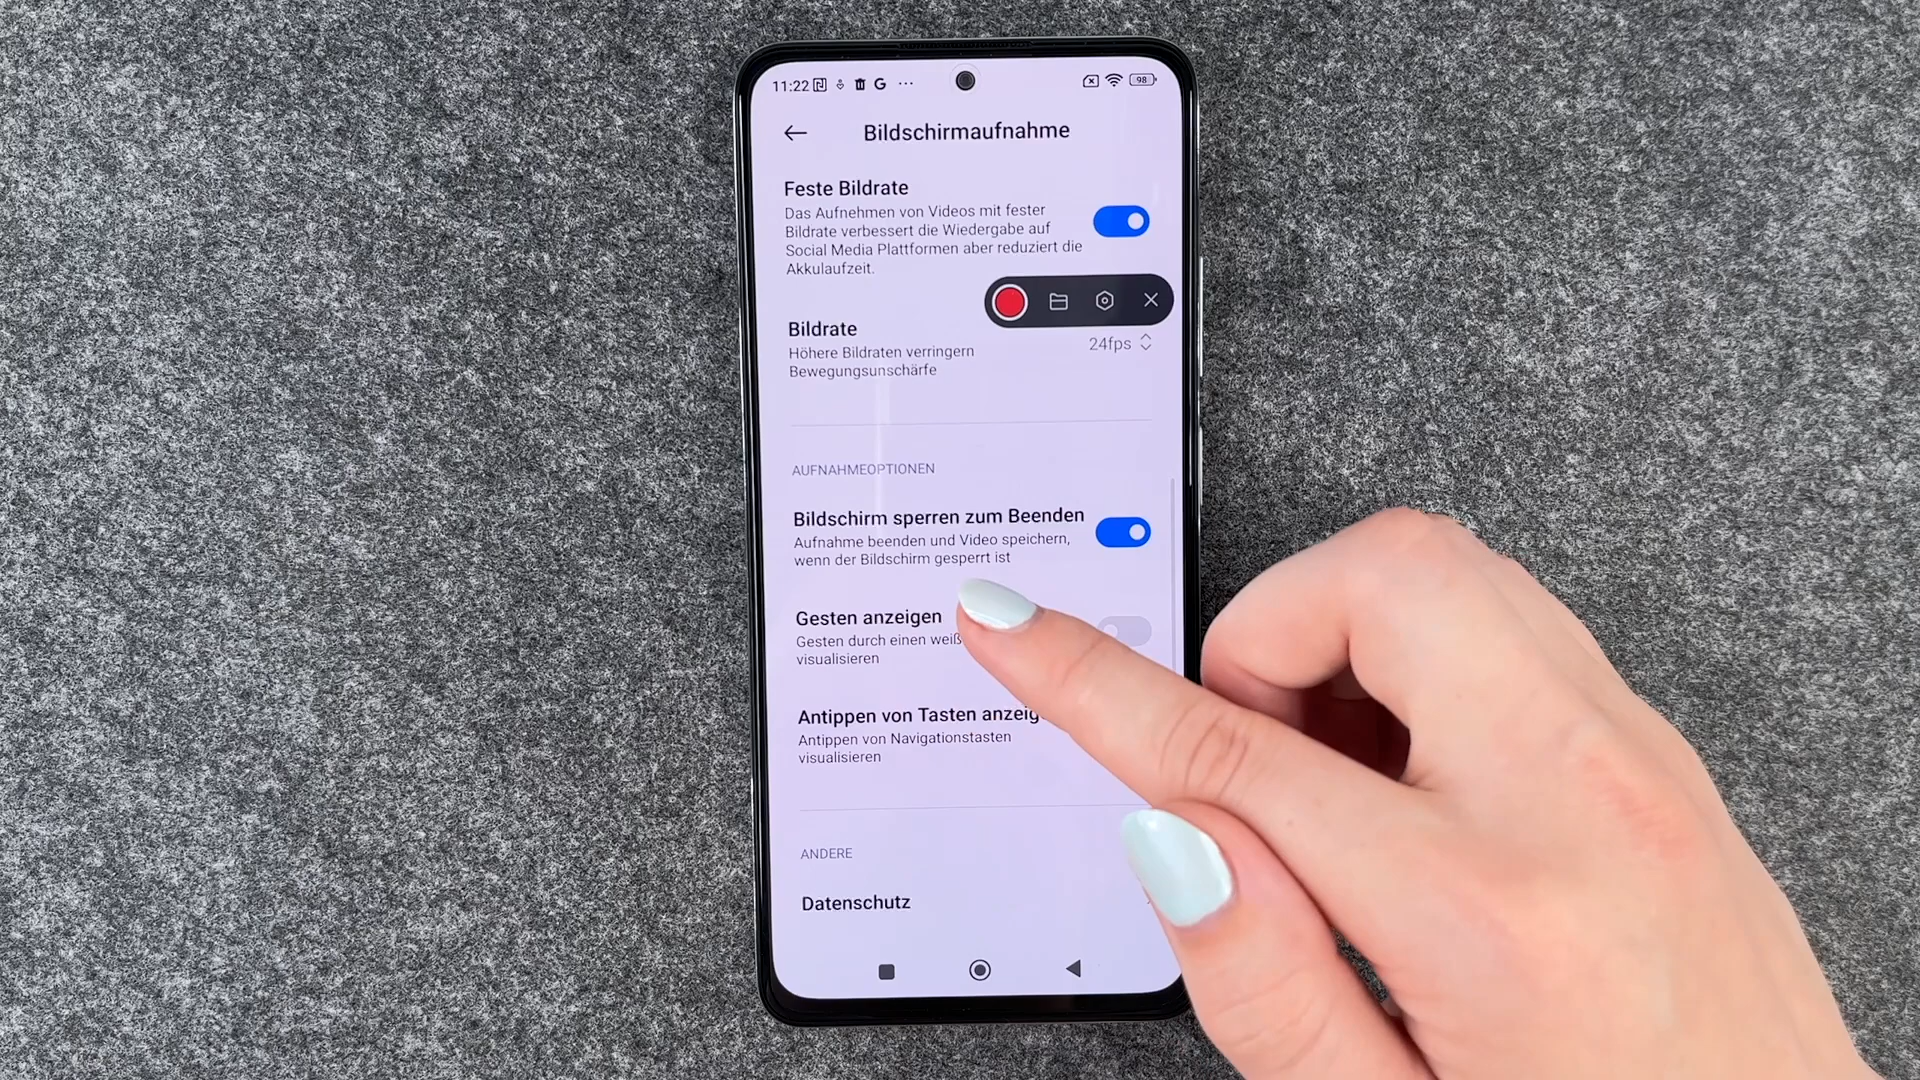 11:22
98
Bildschirmaufnahme
Feste Bildrate
Das Aufnehmen von Videos mit fester
Bildrate verbessert die Wiedergabe auf
Social Media Plattformen aber reduziert die
Akkulaufzeit.
Bildrate
24fps
Höhere Bildraten verringern
Bewegungsunschärfe
AUFNAHMEOPTIONEN
Bildschirm sperren zum Beenden
Aufnahme beenden und Video speichern,
wenn der Bildschirm gesperrt ist
Gesten anzeigen
Gesten durch einen
visualisieren
Antippen von Tasten
Antippen von Navigationstasten
visualisieren
ANDERE
Datenschutz